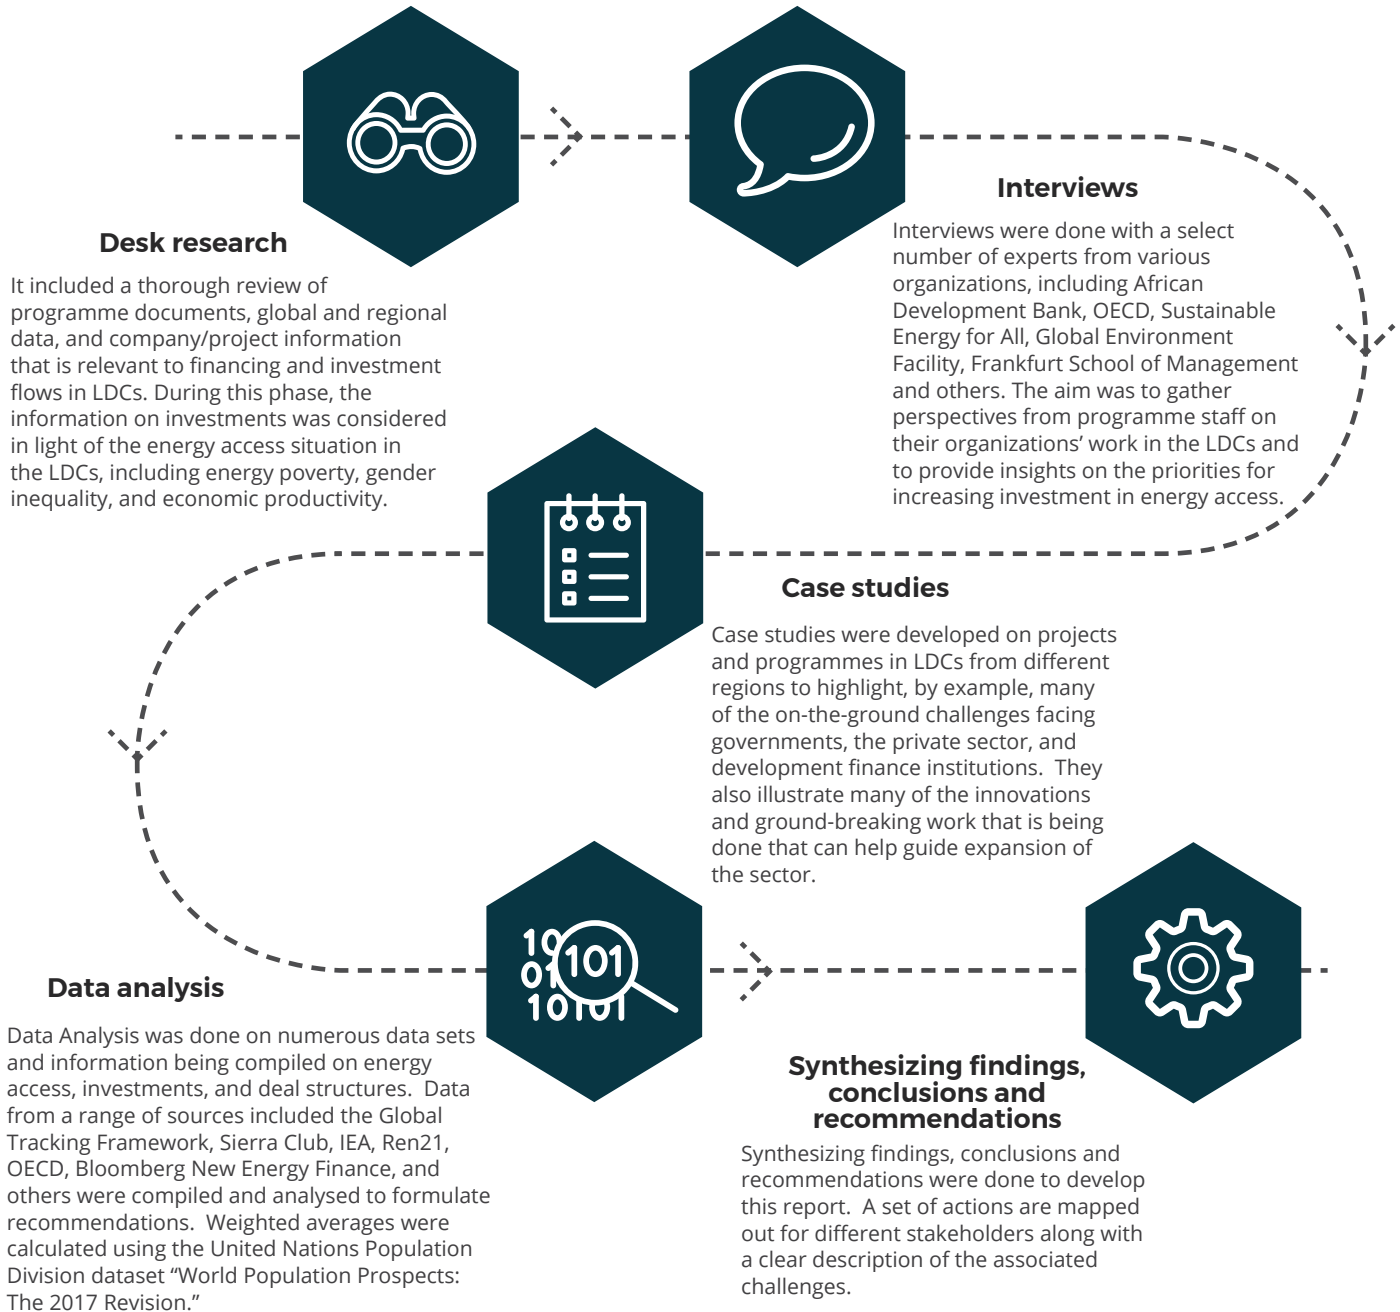 Desk research
It included a thorough review of
programme documents, global and regional
data, and company/project information
that is relevant to financing and investment
flows in LDCs. During this phase, the
information on investments was considered
in light of the energy access situation in
the LDCs, including energy poverty, gender
inequality, and economic productivity.
Interviews
Interviews were done with a select
number of experts from various
organizations, including African
Development Bank, OECD, Sustainable
Energy for All, Global Environment
Facility, Frankfurt School of Management
and others. The aim was to gather
perspectives from programme staff on
their organizations’ work in the LDCs and
to provide insights on the priorities for
increasing investment in energy access.
Case studies
Case studies were developed on projects
and programmes in LDCs from different
regions to highlight, by example, many
of the on-the-ground challenges facing
governments, the private sector, and
development finance institutions.  They
also illustrate many of the innovations
and ground-breaking work that is being
done that can help guide expansion of
the sector.
10
01
101
10101
Data analysis
Data Analysis was done on numerous data sets
and information being compiled on energy
access, investments, and deal structures.  Data
from a range of sources included the Global
Tracking Framework, Sierra Club, IEA, Ren21,
OECD, Bloomberg New Energy Finance, and
others were compiled and analysed to formulate
recommendations.  Weighted averages were
calculated using the United Nations Population
Division dataset “World Population Prospects:
The 2017 Revision.”
Synthesizing findings,
conclusions and
recommendations
Synthesizing findings, conclusions and
recommendations were done to develop
this report.  A set of actions are mapped
out for different stakeholders along with
a clear description of the associated
challenges.